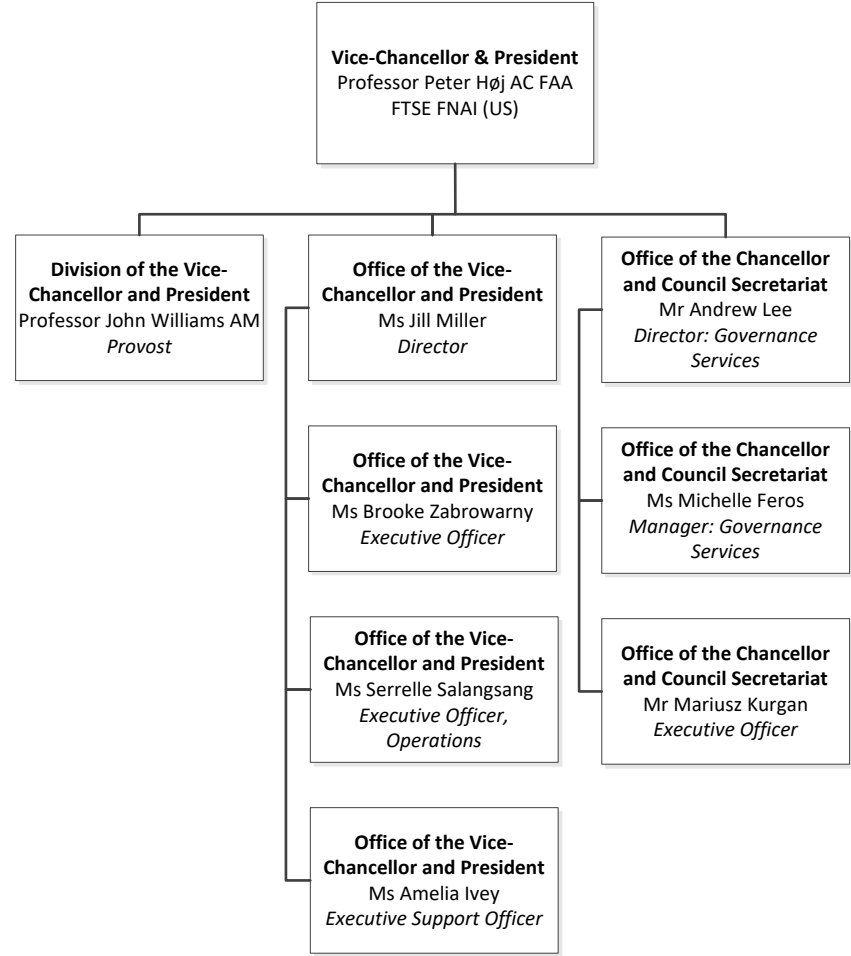 Vice-Chancellor & President
Professor Peter Høj AC FAA
FTSE FNAI (US)
Division of the Vice-
Chancellor and President
Professor John Williams AM
Provost
Office of the Vice-
Chancellor and President
Ms Jill Miller
Director
Office of the Chancellor
and Council Secretariat
Mr Andrew Lee
Director: Governance
Services
Office of the Vice-
Chancellor and President
Ms Brooke Zabrowarny
Executive Officer
Office of the Chancellor
and Council Secretariat
Ms Michelle Feros
Manager: Governance
Services
Office of the Vice-
Chancellor and President
Ms Serrelle Salangsang
Executive Officer,
Operations
Office of the Chancellor
and Council Secretariat
Mr Mariusz Kurgan
Executive Officer
Office of the Vice-
Chancellor and President
Ms Amelia Ivey
Executive Support Officer